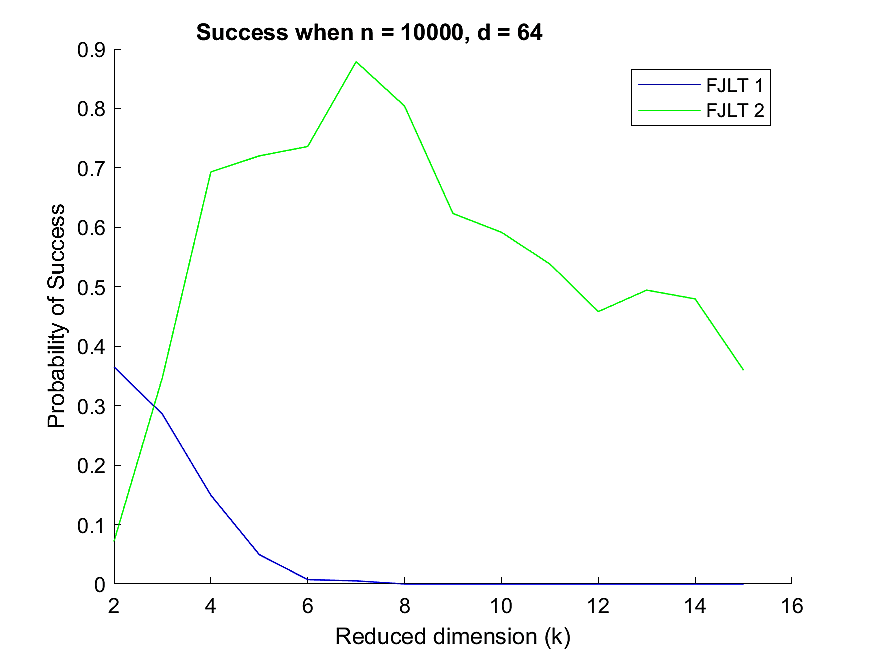 Success when n = 10000, d = 64
FJLT 1
FJLT 2
Probability of Success
0.9
0.8
0.7
0.6
0.5
0.4
0.3
0.2
0.1
0
2 4 6 8 10 12 14 16
Reduced dimension (k)